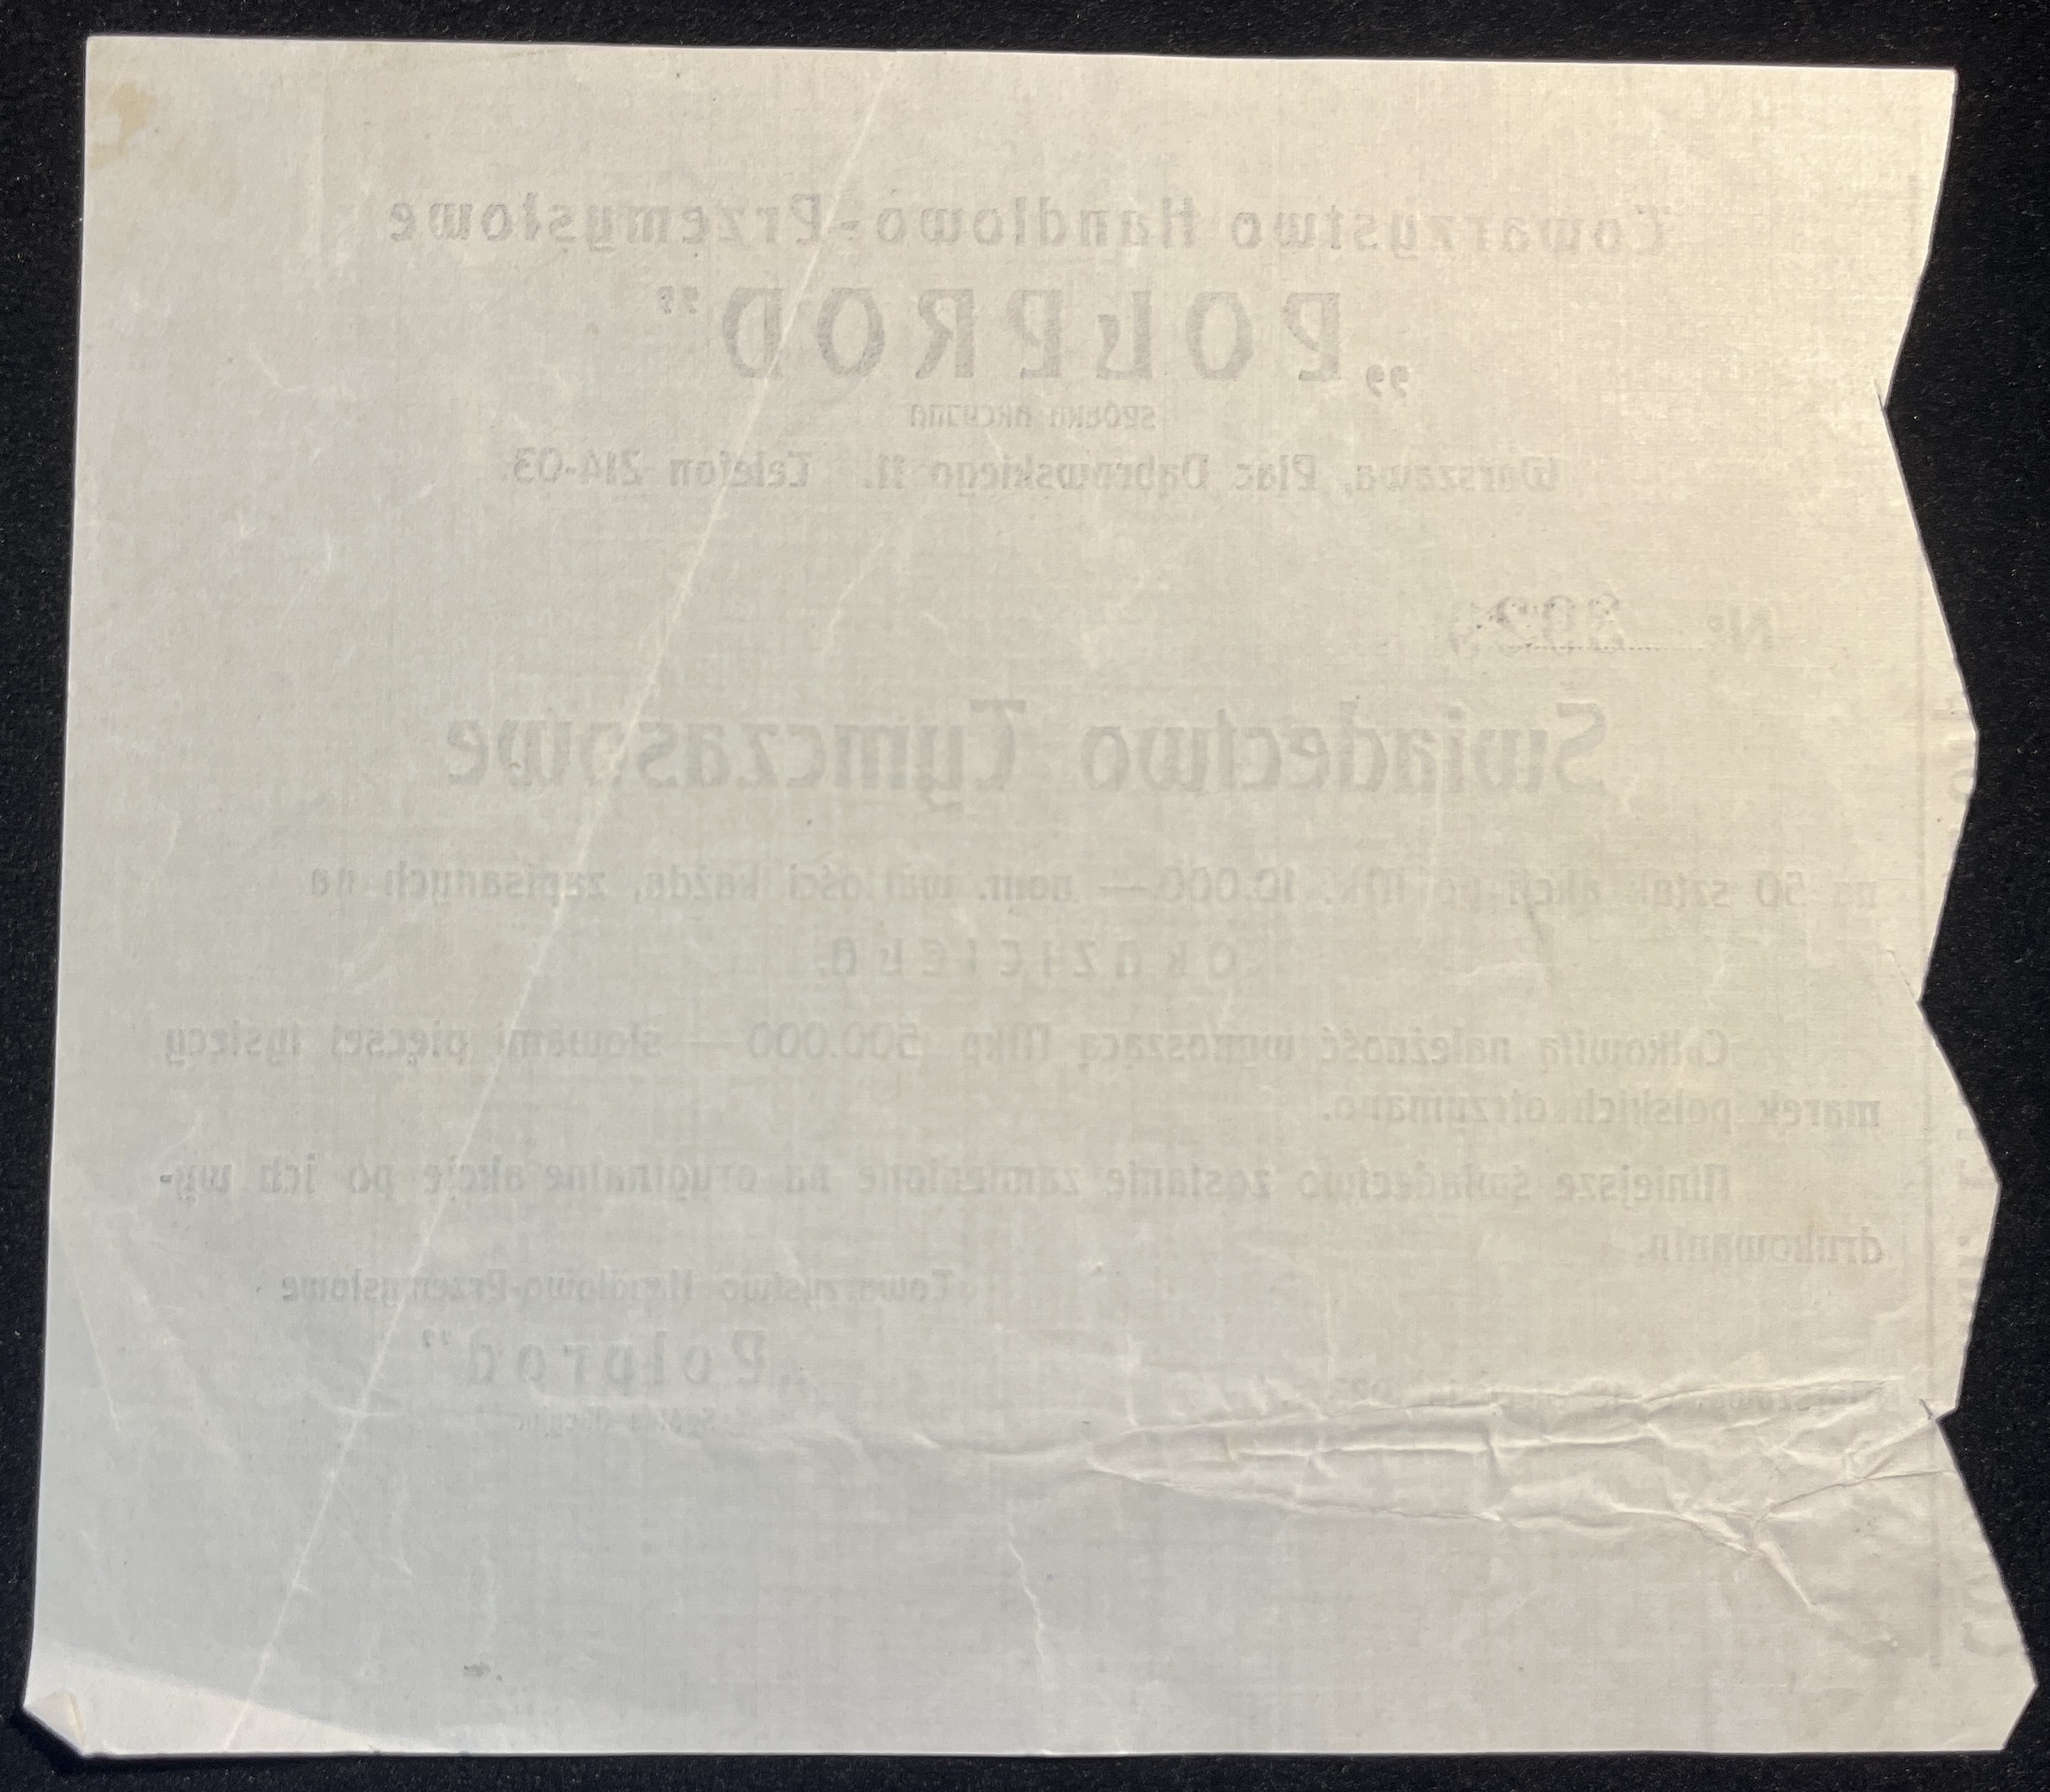 Towarzystwo Handlowo-Przemysłowe
„POLPROD”
SPÓŁKA AKCYJNA
Warszawa, Plac Dąbrowskiego 11. Telefon 214-03.
№ 892
Świadectwo Tymczasowe
na 50 sztuk akcji po Mk. 10.000.— nom. wartości każda, zapisanych na
OKAZICIELA.
Całkowitą należność wynoszącą Mkp. 500.000 — słowami pięćset tysięcy
marek polskich otrzymano.
Niniejsze świadectwo zostanie zamienione na oryginalne akcje po ich wy-
drukowaniu.
Towarzystwo Handlowo-Przemysłowe
„Polprod”
Spółka Akcyjna